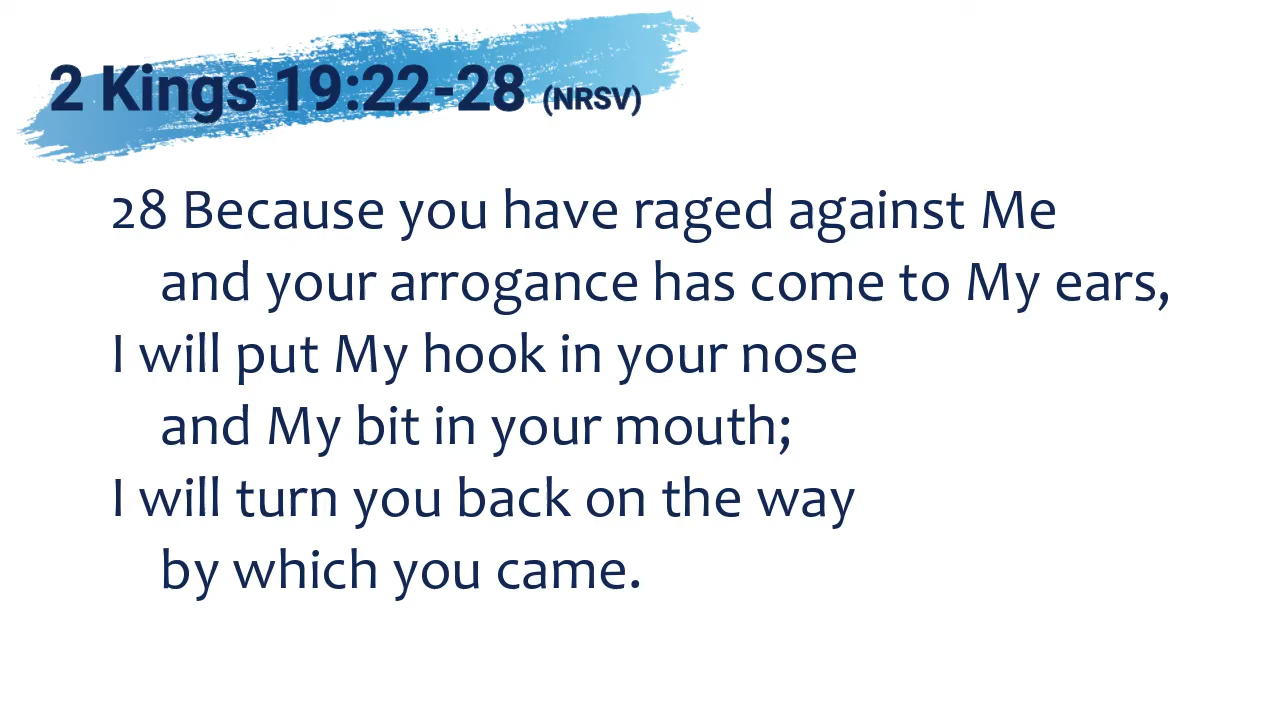 2 Kings 19:22-28 (NRSV)
28 Because you have raged against Me
and your arrogance has come to My ears,
I will put My hook in your nose
and My bit in your mouth;
I will turn you back on the way
by which you came.